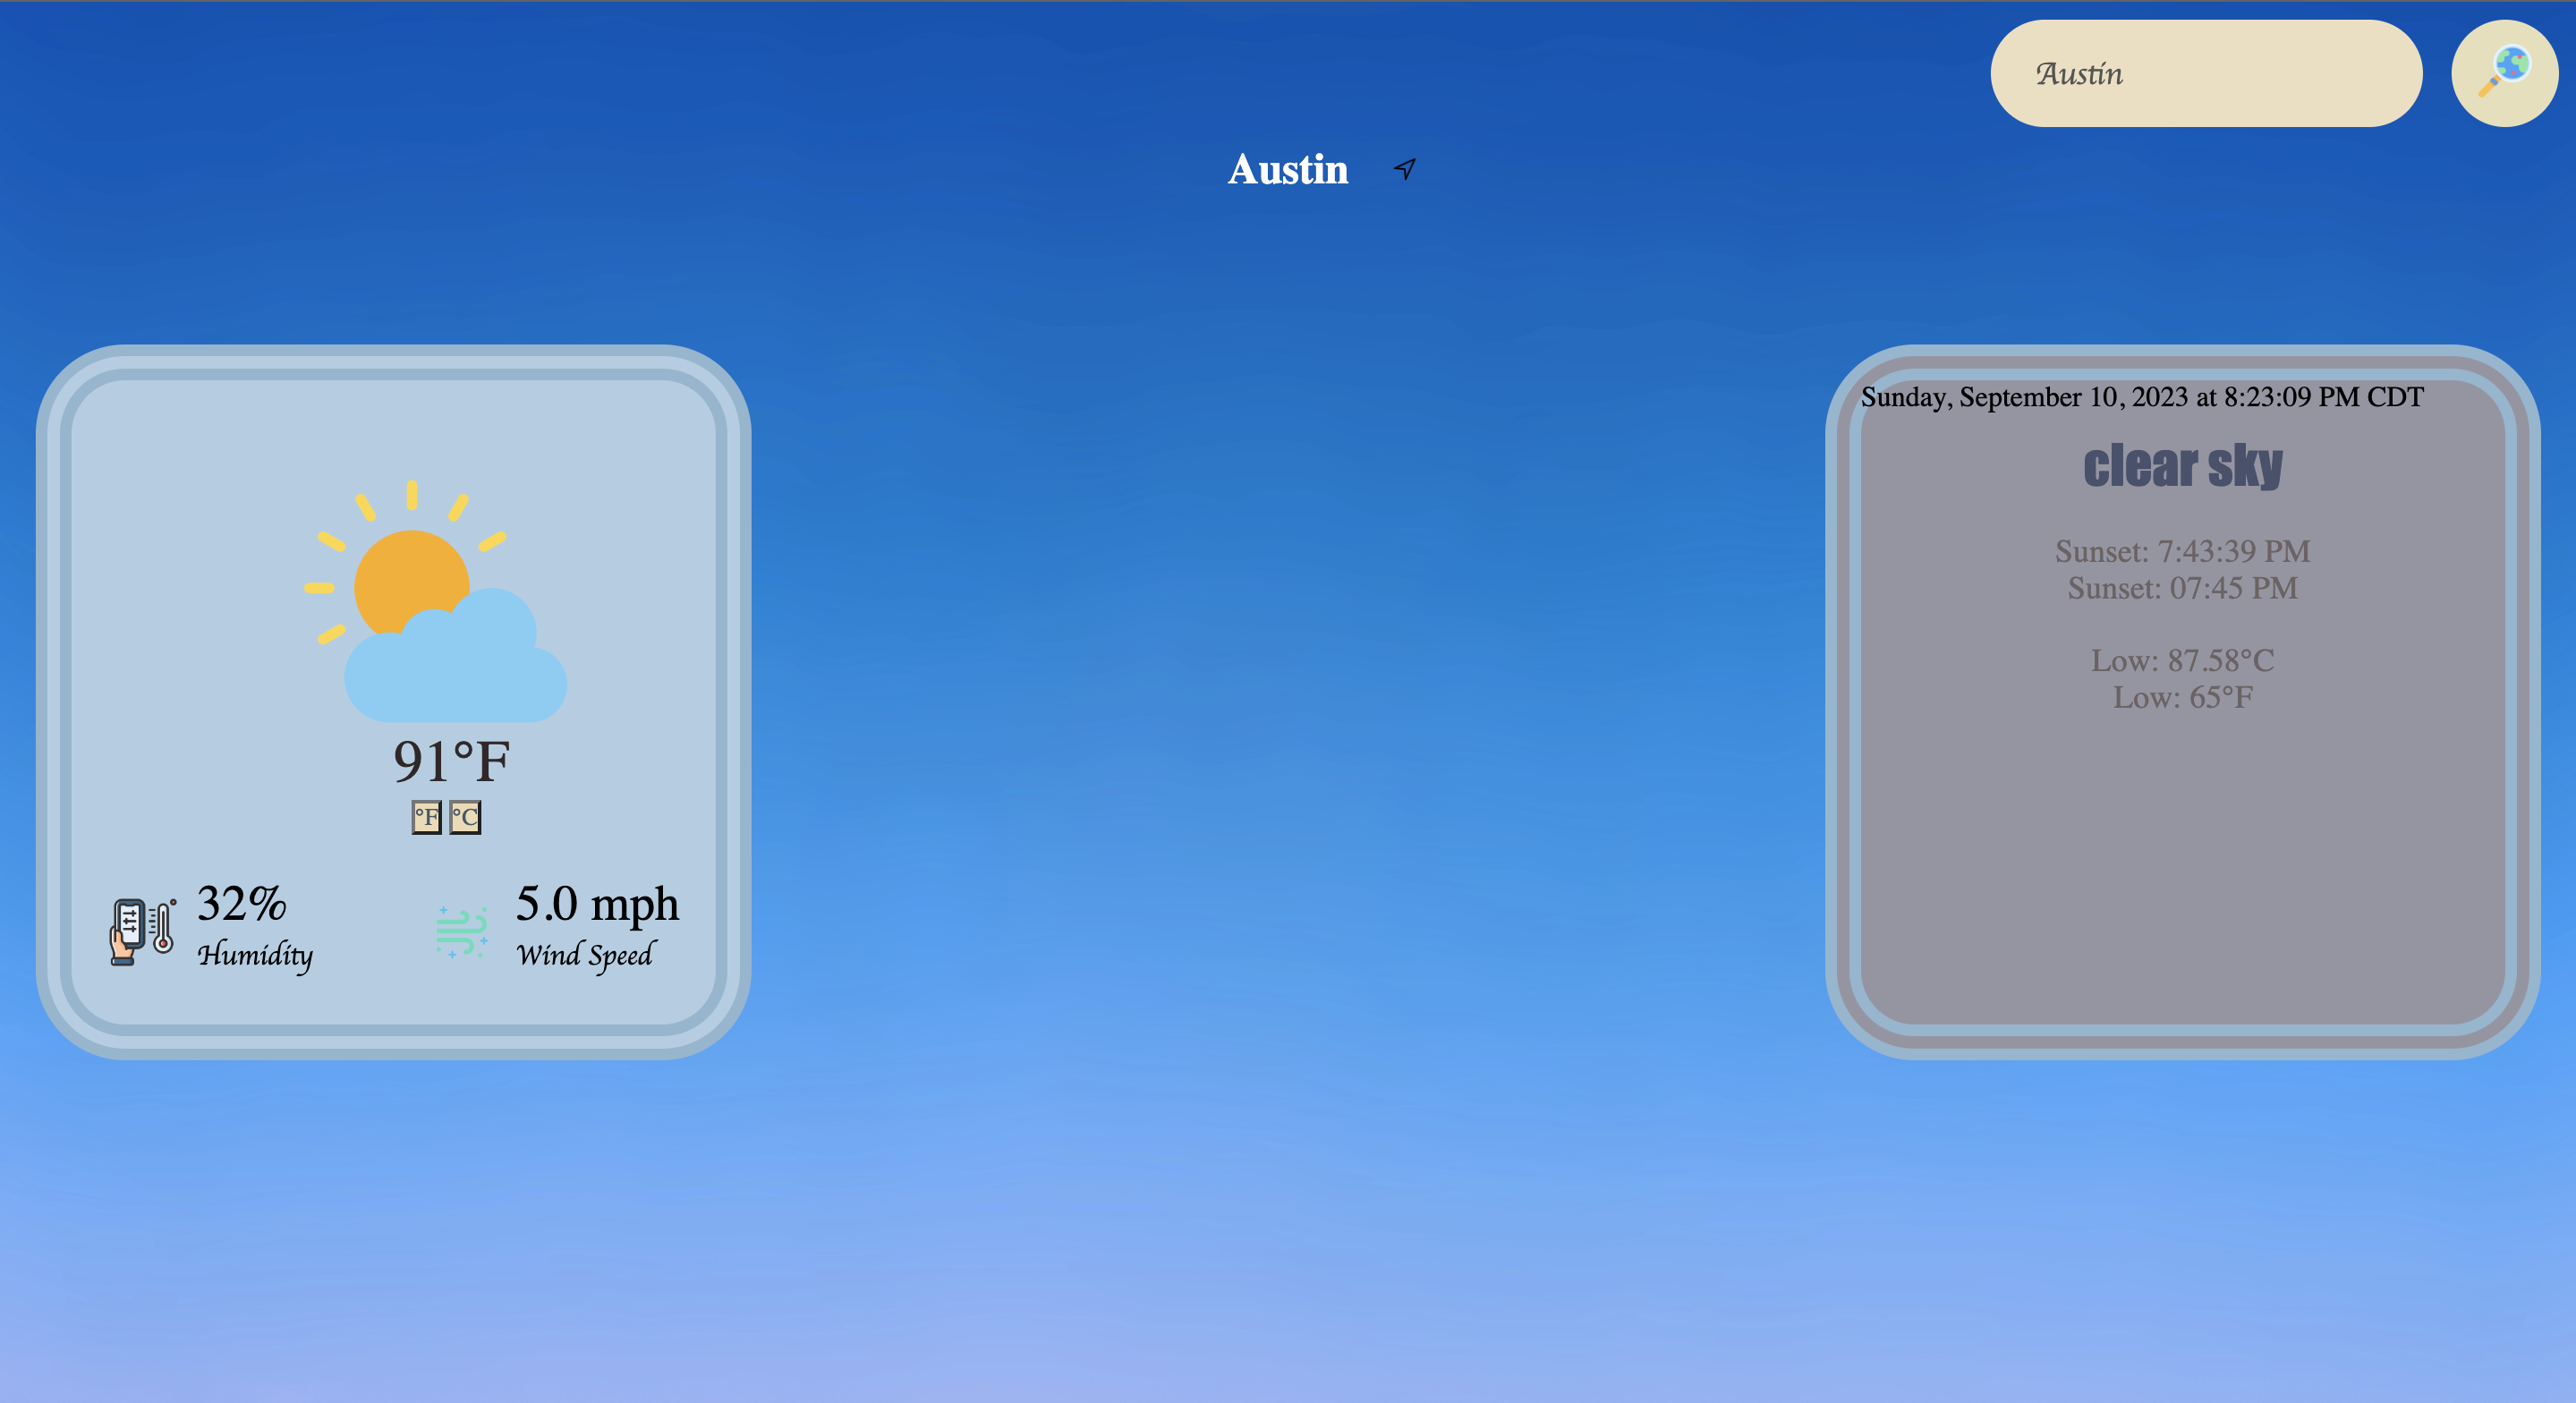 Austin
Austin
91°F
°F °C
32%
Humidity
5.0 mph
Wind Speed
Sunday, September 10, 2023 at 8:23:09 PM CDT
clear sky
Sunset: 7:43:39 PM
Sunset: 07:45 PM
Low: 87.58°C
Low: 65°F